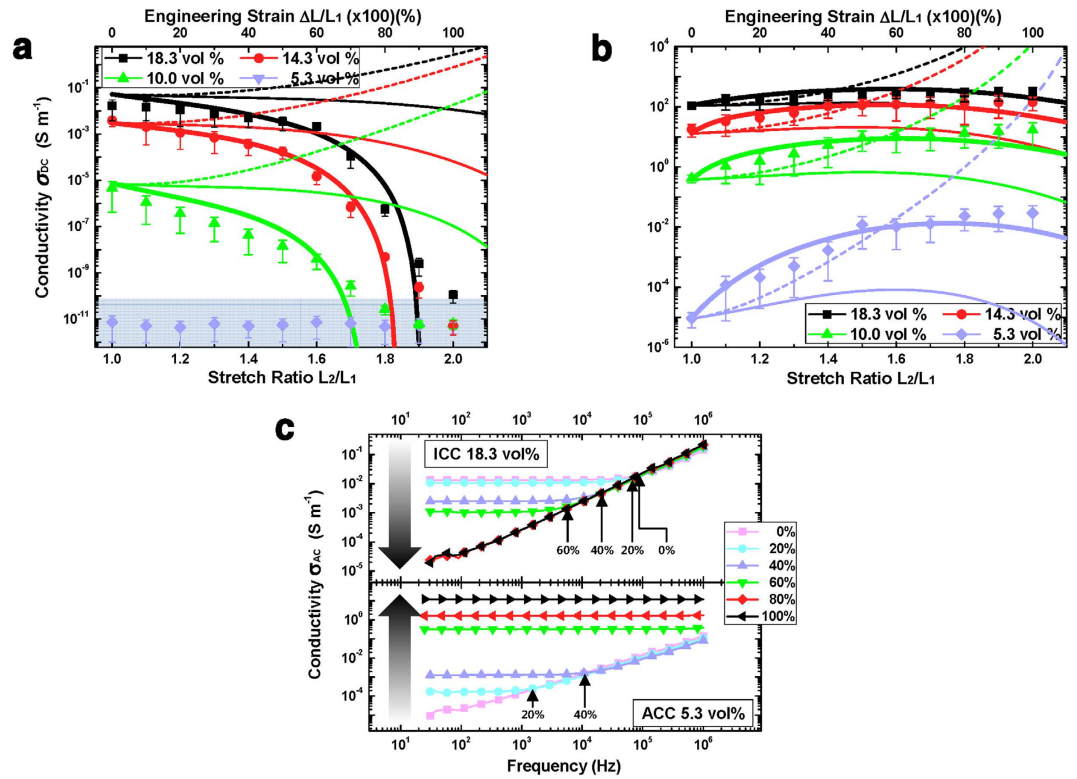 a
Engineering Strain ΔL/L₁ (x100)(%)
0 20 40 60 80 100
18.3 vol % 14.3 vol %
10.0 vol % 5.3 vol %
Conductivity σDC (S m⁻¹)
10⁻¹
10⁻³
10⁻⁵
10⁻⁷
10⁻⁹
10⁻¹¹
1.0 1.2 1.4 1.6 1.8 2.0
Stretch Ratio L₂/L₁
b
Engineering Strain ΔL/L₁ (x100)(%)
0 20 40 60 80 100
10⁴
10²
10⁰
10⁻²
10⁻⁴
10⁻⁶
18.3 vol % 14.3 vol %
10.0 vol % 5.3 vol %
1.0 1.2 1.4 1.6 1.8 2.0
Stretch Ratio L₂/L₁
c
10¹ 10² 10³ 10⁴ 10⁵ 10⁶
ICC 18.3 vol%
Conductivity σAC (S m⁻¹)
10⁻¹
10⁻²
10⁻³
10⁻⁴
10⁻⁵
60% 40% 20% 0%
10⁰
10⁻²
10⁻⁴
20% 40%
ACC 5.3 vol%
0%
20%
40%
60%
80%
100%
10¹ 10² 10³ 10⁴ 10⁵ 10⁶
Frequency (Hz)